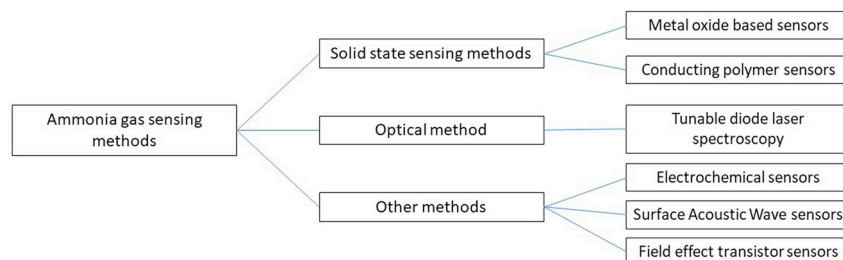 Ammonia gas sensing
methods
Solid state sensing methods
Optical method
Other methods
Metal oxide based sensors
Conducting polymer sensors
Tunable diode laser
spectroscopy
Electrochemical sensors
Surface Acoustic Wave sensors
Field effect transistor sensors